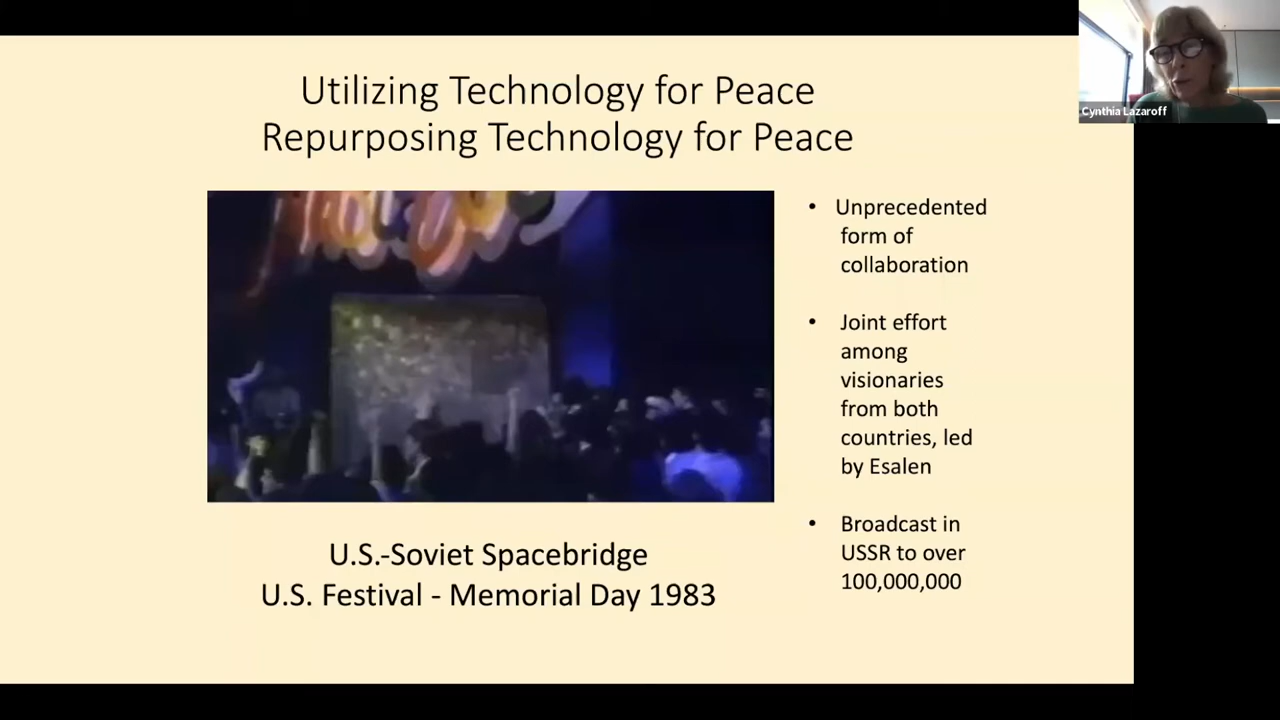 Utilizing Technology for Peace
Repurposing Technology for Peace
Cynthia Lazaroff
• Unprecedented
form of
collaboration
• Joint effort
among
visionaries
from both
countries, led
by Esalen
• Broadcast in
USSR to over
100,000,000
U.S.-Soviet Spacebridge
U.S. Festival - Memorial Day 1983